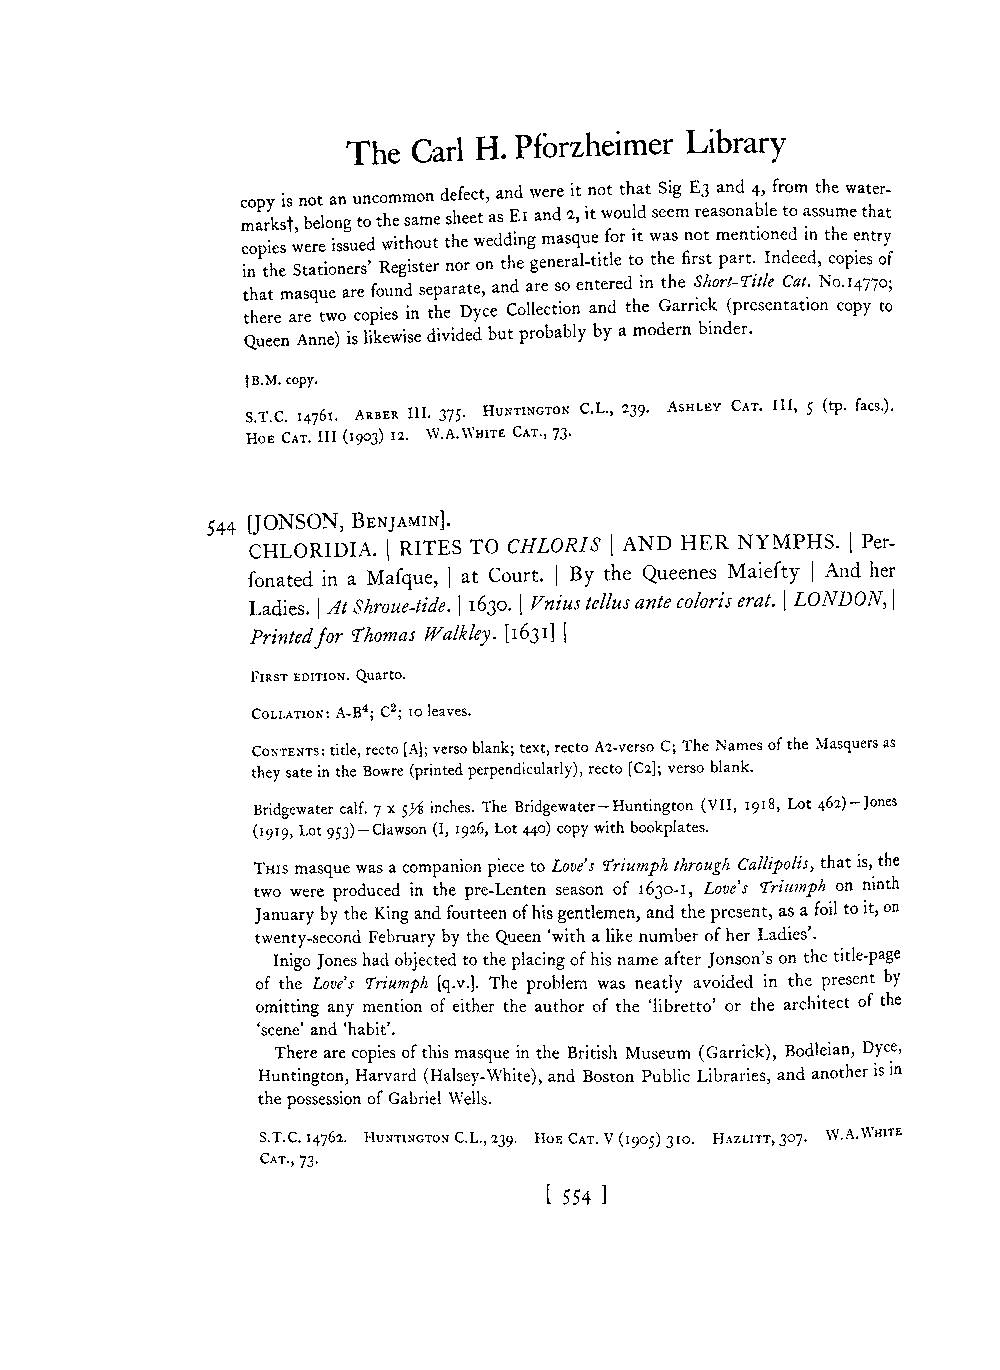 The Carl H. Pforzheimer Library
copy is not an uncommon defect, and were it not that Sig E3 and 4, from the water-
marks†, belong to the same sheet as E1 and 2, it would seem reasonable to assume that
copies were issued without the wedding masque for it was not mentioned in the entry
in the Stationers' Register nor on the general-title to the first part. Indeed, copies of
that masque are found separate, and are so entered in the Short-Title Cat. No.14770;
there are two copies in the Dyce Collection and the Garrick (presentation copy to
Queen Anne) is likewise divided but probably by a modern binder.
†B.M. copy.
S.T.C. 14761. Arber III. 375. Huntington C.L., 239. Ashley Cat. III, 5 (tp. facs.).
Hoe Cat. III (1903) 12. W.A.White Cat., 73.
544 [JONSON, Benjamin].
CHLORIDIA. | RITES TO CHLORIS | AND HER NYMPHS. | Per-
ſonated in a Maſque, | at Court. | By the Queenes Maieſty | And her
Ladies. | At Shroue-tide. | 1630. | Vnius tellus ante coloris erat. | LONDON, |
Printed for Thomas Walkley. [1631] |
First edition. Quarto.
Collation: A-B⁴; C²; 10 leaves.
Contents: title, recto [A]; verso blank; text, recto A2-verso C; The Names of the Masquers as
they sate in the Bowre (printed perpendicularly), recto [C2]; verso blank.
Bridgewater calf. 7 x 5⅛ inches. The Bridgewater—Huntington (VII, 1918, Lot 462)—Jones
(1919, Lot 953)—Clawson (I, 1926, Lot 440) copy with bookplates.
This masque was a companion piece to Love's Triumph through Callipolis, that is, the
two were produced in the pre-Lenten season of 1630-1, Love's Triumph on ninth
January by the King and fourteen of his gentlemen, and the present, as a foil to it, on
twenty-second February by the Queen 'with a like number of her Ladies'.
Inigo Jones had objected to the placing of his name after Jonson's on the title-page
of the Love's Triumph [q.v.]. The problem was neatly avoided in the present by
omitting any mention of either the author of the 'libretto' or the architect of the
'scene' and 'habit'.
There are copies of this masque in the British Museum (Garrick), Bodleian, Dyce,
Huntington, Harvard (Halsey-White), and Boston Public Libraries, and another is in
the possession of Gabriel Wells.
S.T.C. 14762. Huntington C.L., 239. Hoe Cat. V (1905) 310. Hazlitt, 307. W.A.White
Cat., 73.
[ 554 ]